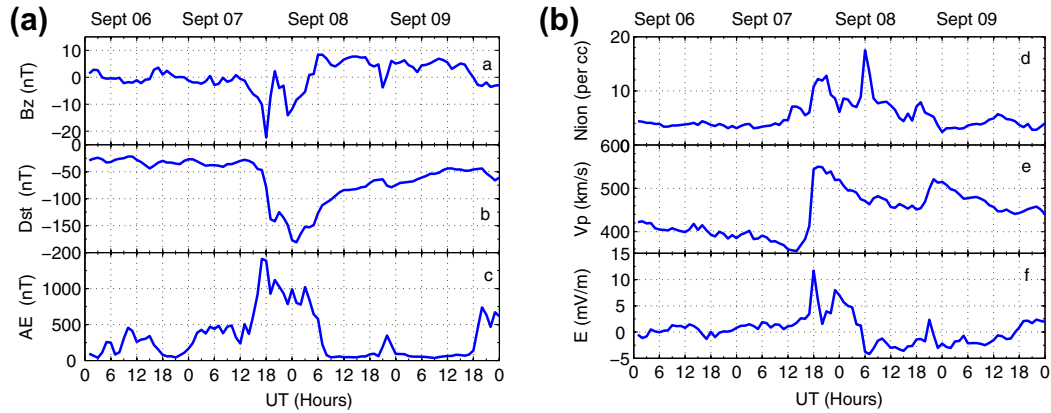 (a) Sept 06 Sept 07 Sept 08 Sept 09
10
0
−10
−20
Bz (nT)
a
0
−50
−100
−150
−200
Dst (nT)
b
1000
500
0
AE (nT)
c
0 6 12 18 0 6 12 18 0 6 12 18 0 6 12 18 0
UT (Hours)
(b) Sept 06 Sept 07 Sept 08 Sept 09
20
10
0
Nion (per cc)
d
600
500
400
Vp (km/s)
e
15
10
5
0
−5
E (mV/m)
f
0 6 12 18 0 6 12 18 0 6 12 18 0 6 12 18 0
UT (Hours)